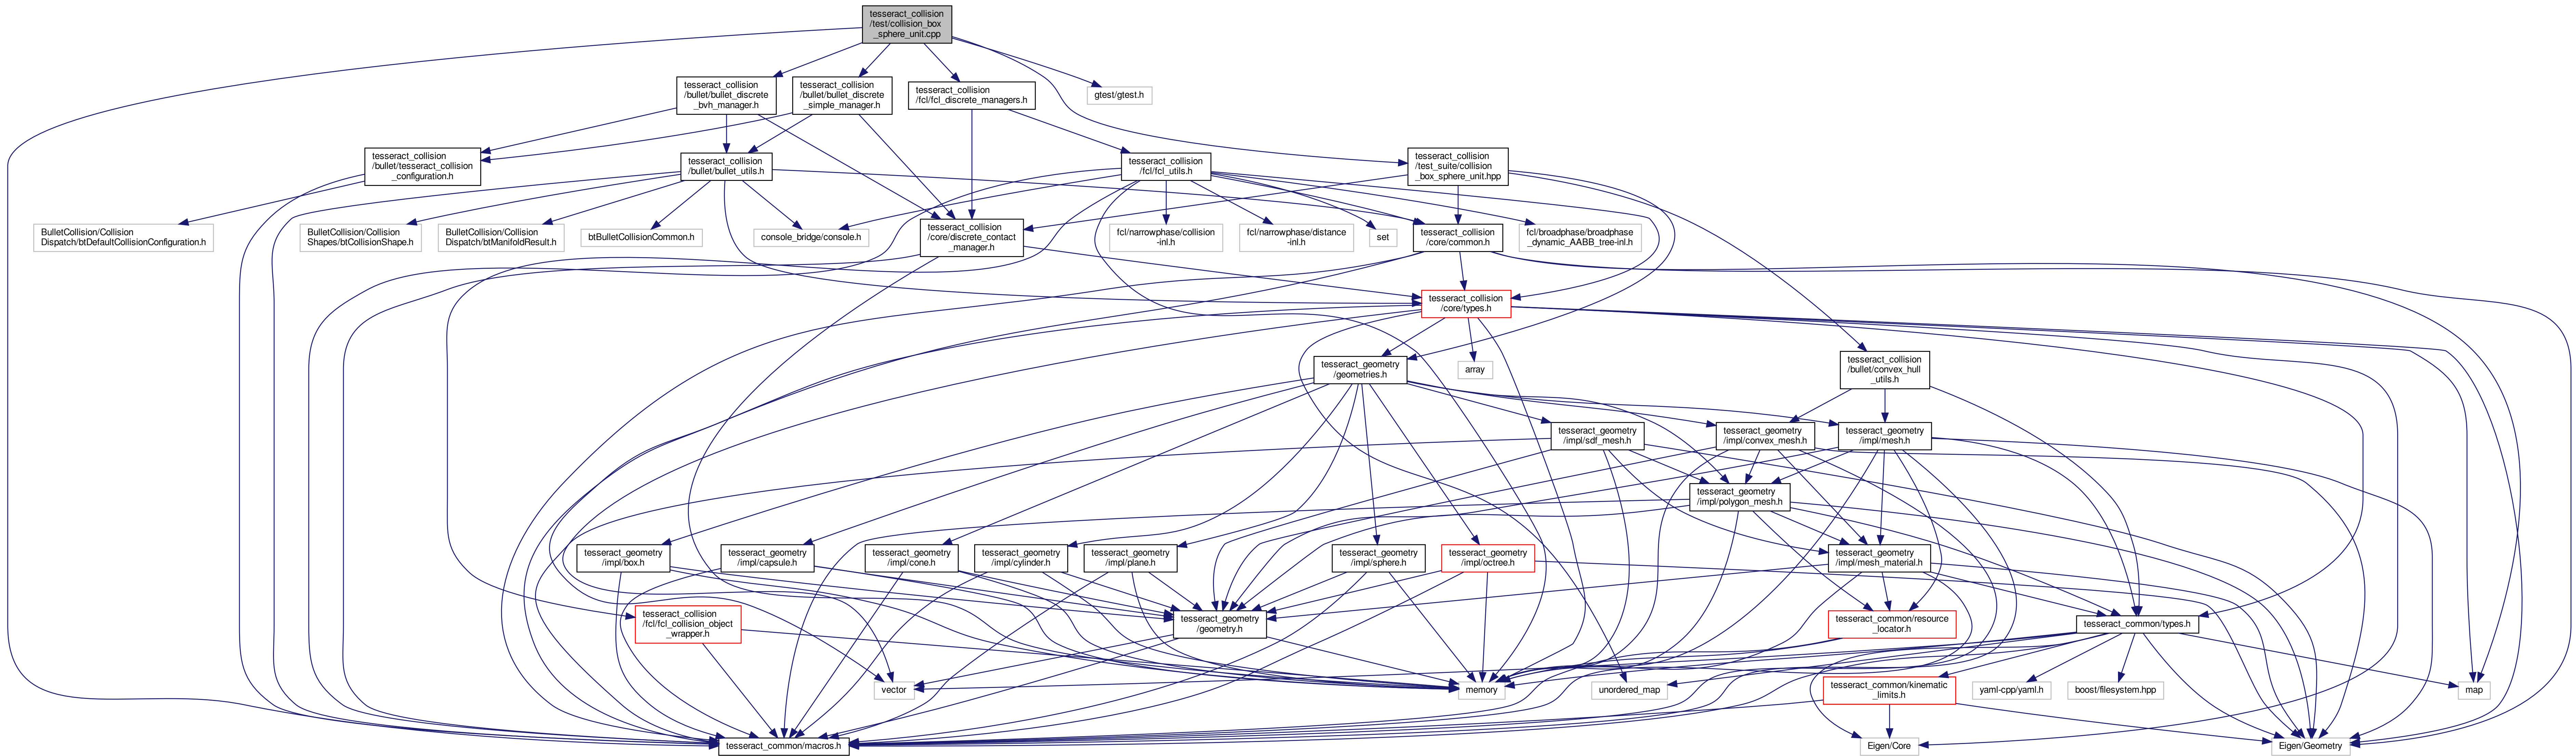 tesseract_collision
/test/collision_box
_sphere_unit.cpp
tesseract_collision
/bullet/bullet_discrete
_bvh_manager.h
tesseract_collision
/bullet/bullet_discrete
_simple_manager.h
tesseract_collision
/fcl/fcl_discrete_managers.h
gtest/gtest.h
tesseract_collision
/bullet/tesseract_collision
_configuration.h
tesseract_collision
/bullet/bullet_utils.h
tesseract_collision
/fcl/fcl_utils.h
tesseract_collision
/test_suite/collision
_box_sphere_unit.hpp
BulletCollision/Collision
Dispatch/btDefaultCollisionConfiguration.h
BulletCollision/Collision
Shapes/btCollisionShape.h
BulletCollision/Collision
Dispatch/btManifoldResult.h
btBulletCollisionCommon.h
console_bridge/console.h
tesseract_collision
/core/discrete_contact
_manager.h
fcl/narrowphase/collision
-inl.h
fcl/narrowphase/distance
-inl.h
set
tesseract_collision
/core/common.h
fcl/broadphase/broadphase
_dynamic_AABB_tree-inl.h
tesseract_collision
/core/types.h
tesseract_geometry
/geometries.h
array
tesseract_collision
/bullet/convex_hull
_utils.h
tesseract_geometry
/impl/sdf_mesh.h
tesseract_geometry
/impl/convex_mesh.h
tesseract_geometry
/impl/mesh.h
tesseract_geometry
/impl/polygon_mesh.h
tesseract_geometry
/impl/box.h
tesseract_geometry
/impl/capsule.h
tesseract_geometry
/impl/cone.h
tesseract_geometry
/impl/cylinder.h
tesseract_geometry
/impl/plane.h
tesseract_geometry
/impl/sphere.h
tesseract_geometry
/impl/octree.h
tesseract_geometry
/impl/mesh_material.h
tesseract_collision
/fcl/fcl_collision_object
_wrapper.h
tesseract_geometry
/geometry.h
tesseract_common/resource
_locator.h
tesseract_common/types.h
vector
memory
unordered_map
tesseract_common/kinematic
_limits.h
yaml-cpp/yaml.h
boost/filesystem.hpp
map
tesseract_common/macros.h
Eigen/Core
Eigen/Geometry